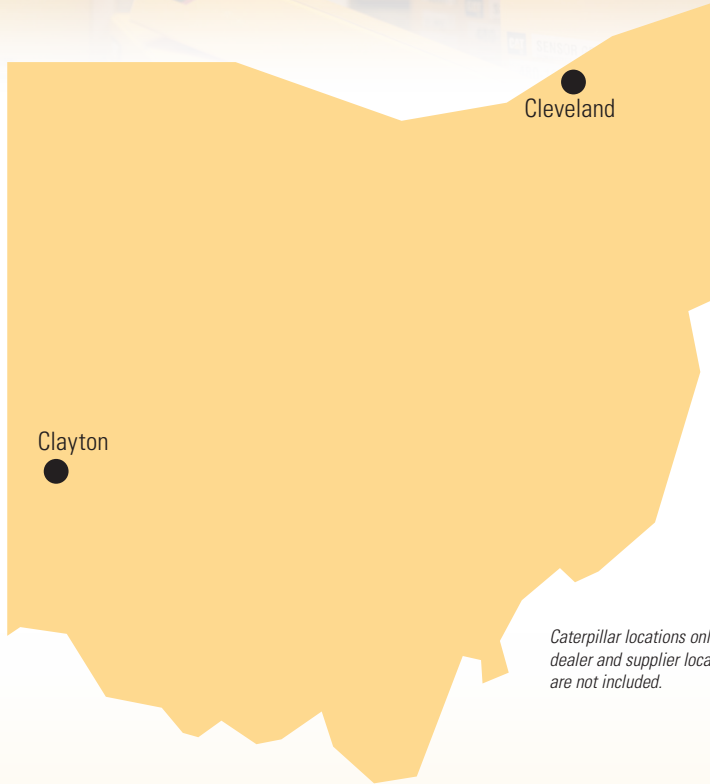 Cleveland
Clayton
Caterpillar locations onl
dealer and supplier loca
are not included.